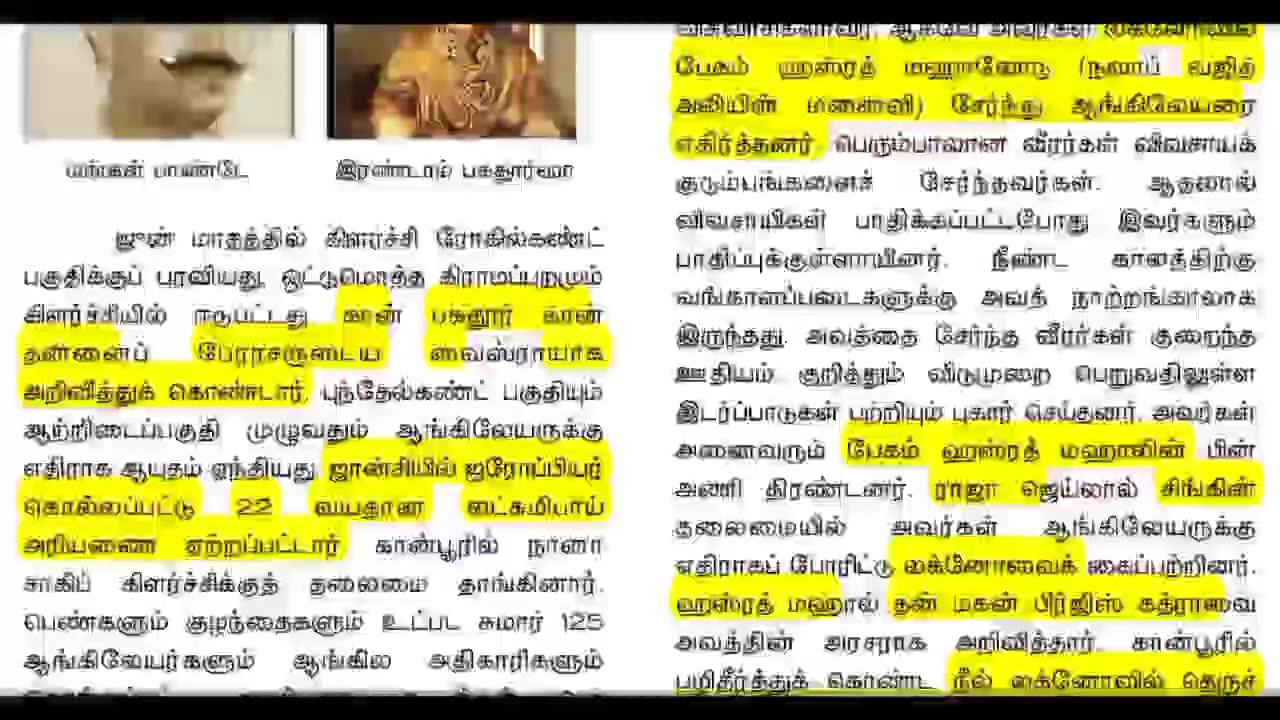 மங்கள் பாண்டே
இரண்டாம் பகதூர்ஷா
ஜூன் மாதத்தில் கிளர்ச்சி ரோகில்கண்ட்
பகுதிக்குப் பரவியது. ஒட்டுமொத்த கிராமப்புறமும்
கிளர்ச்சியில் ஈடுபட்டது கான் பகதூர் கான்
தன்னைப் பேரரசருடைய வைஸ்ராயாக
அறிவித்துக் கொண்டார். புந்தேல்கண்ட் பகுதியும்
ஆற்றிடைப்பகுதி முழுவதும் ஆங்கிலேயருக்கு
எதிராக ஆயுதம் ஏந்தியது. ஜான்சியில் ஐரோப்பியர்
கொல்லப்பட்டு 22 வயதான லட்சுமிபாய்
அரியணை ஏற்றப்பட்டார். கான்பூரில் நானா
சாகிப் கிளர்ச்சிக்குத் தலைமை தாங்கினார்.
பெண்களும் குழந்தைகளும் உட்பட சுமார் 125
ஆங்கிலேயர்களும் ஆங்கில அதிகாரிகளும்
பேகம் ஹஸ்ரத் மஹாலோடு (நவாப் வஜித்
அலியின் மனைவி) சேர்ந்து ஆங்கிலேயரை
எதிர்த்தனர். பெரும்பாலான வீரர்கள் விவசாயக்
குடும்பங்களைச் சேர்ந்தவர்கள். ஆதலால்
விவசாயிகள் பாதிக்கப்பட்டபோது இவர்களும்
பாதிப்புக்குள்ளாயினர். நீண்ட காலத்திற்கு
வங்காளப்படைகளுக்கு அவத் நாற்றங்காலாக
இருந்தது. அவத்தை சேர்ந்த வீரர்கள் குறைந்த
ஊதியம் குறித்தும் விடுமுறை பெறுவதிலுள்ள
இடர்ப்பாடுகள் பற்றியும் புகார் செய்தனர். அவர்கள்
அனைவரும் பேகம் ஹஸ்ரத் மஹாலின் பின்
அணி திரண்டனர். ராஜா ஜெய்லால் சிங்கின்
தலைமையில் அவர்கள் ஆங்கிலேயருக்கு
எதிராகப் போரிட்டு லக்னோவைக் கைப்பற்றினர்.
ஹஸ்ரத் மஹால் தன் மகன் பிர்ஜிஸ் கத்ராவை
அவத்தின் அரசராக அறிவித்தார். கான்பூரில்
பழிதீர்த்துக் கொண்ட நீல் லக்னோவில் தெருச்